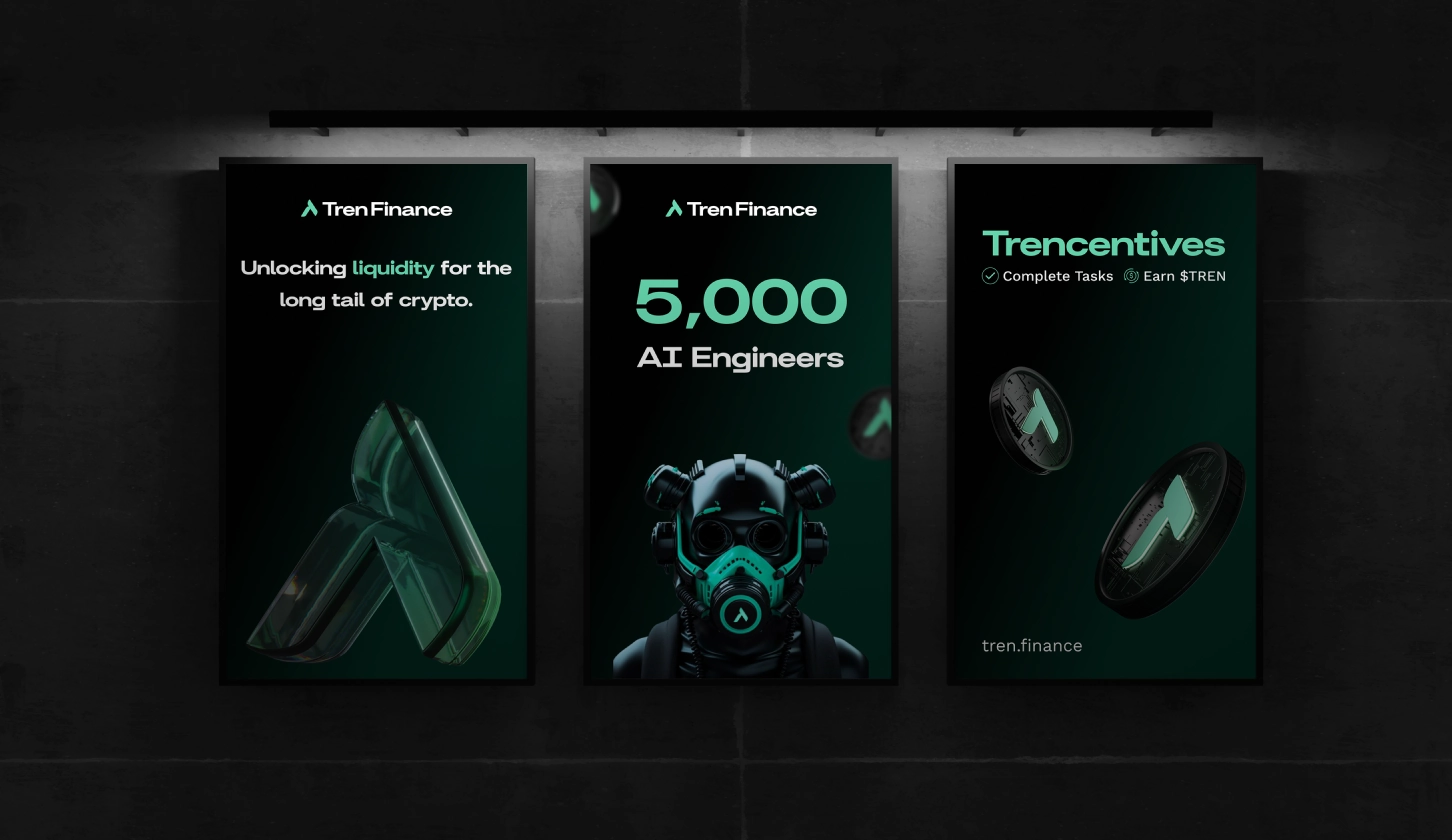 Tren Finance
Unlocking liquidity for the
long tail of crypto.
Tren Finance
5,000
AI Engineers
Trencentives
Complete Tasks Earn $TREN
tren.finance